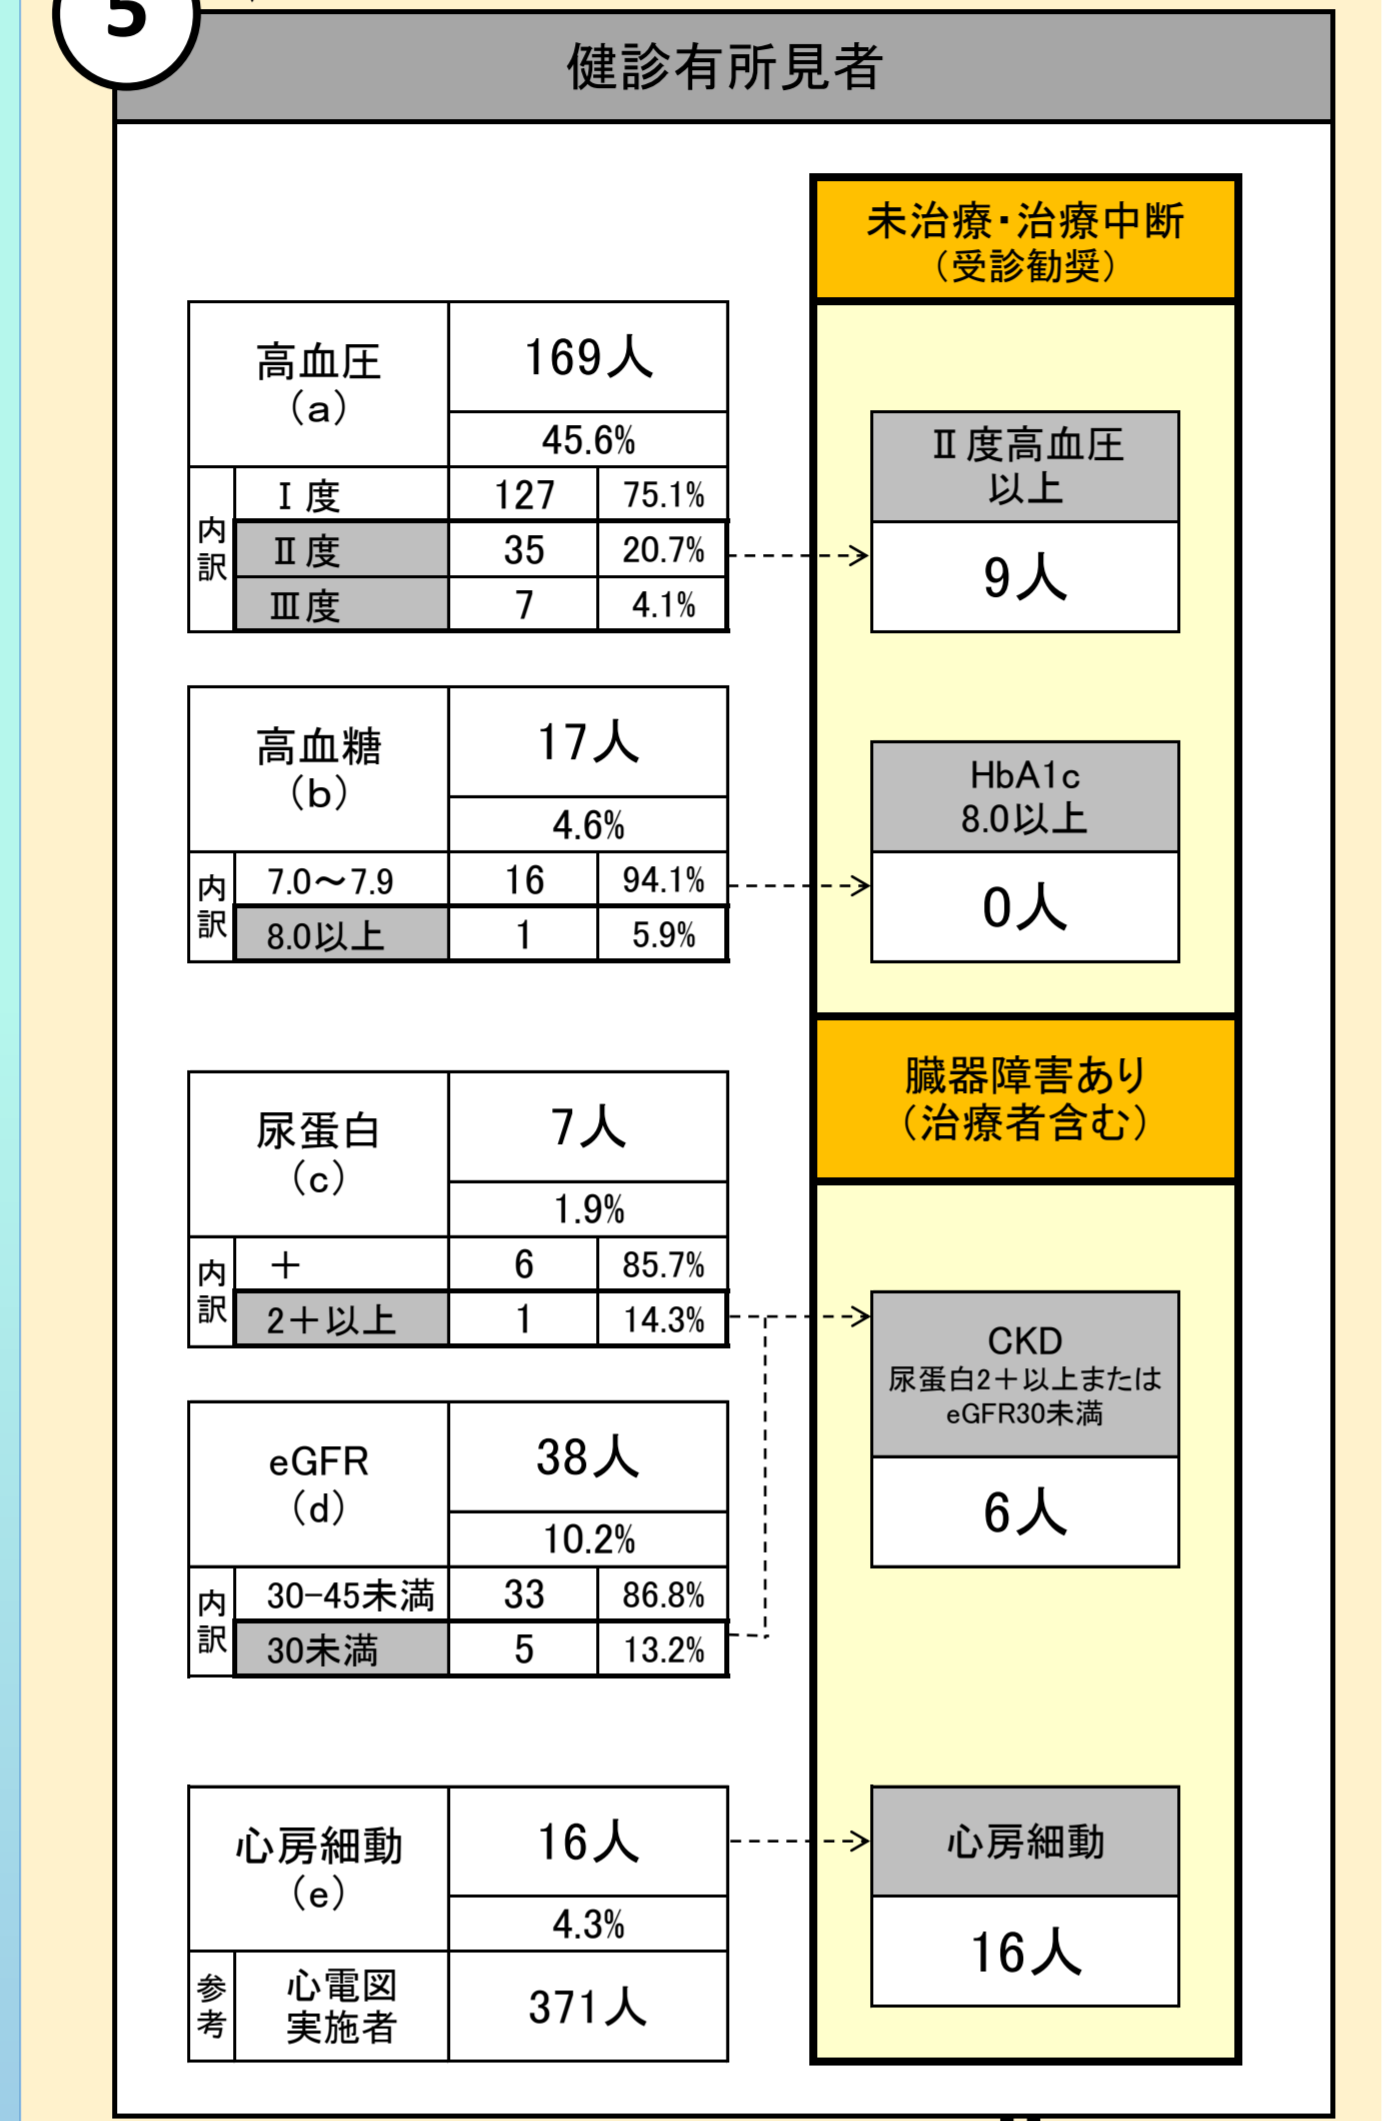 5
健診有所見者
未治療・治療中断
（受診勧奨）
高血圧
（a）
169人
45.6%
内訳
Ⅰ度 127 75.1%
Ⅱ度 35 20.7%
Ⅲ度 7 4.1%
Ⅱ度高血圧
以上
9人
高血糖
（b）
17人
4.6%
内訳
7.0～7.9 16 94.1%
8.0以上 1 5.9%
HbA1c
8.0以上
0人
臓器障害あり
（治療者含む）
尿蛋白
（c）
7人
1.9%
内訳
＋ 6 85.7%
2＋以上 1 14.3%
CKD
尿蛋白2＋以上または
eGFR30未満
6人
eGFR
（d）
38人
10.2%
内訳
30-45未満 33 86.8%
30未満 5 13.2%
心房細動
（e）
16人
4.3%
参考
心電図
実施者
371人
心房細動
16人